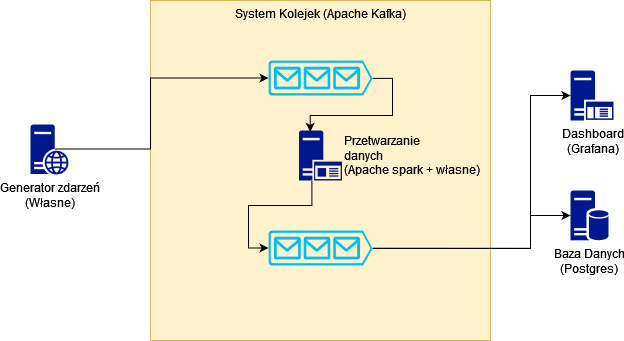 System Kolejek (Apache Kafka)
Przetwarzanie
danych
(Apache spark + własne)
Generator zdarzeń
(Własne)
Dashboard
(Grafana)
Baza Danych
(Postgres)